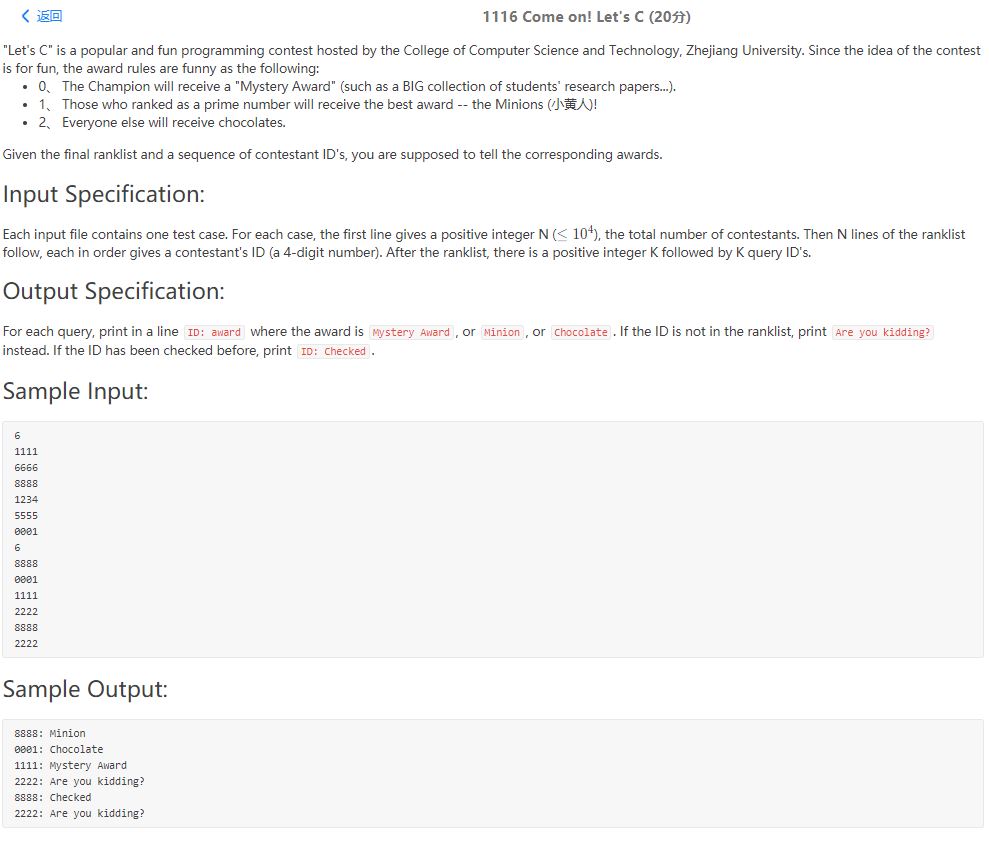 返回
1116 Come on! Let's C (20分)
"Let's C" is a popular and fun programming contest hosted by the College of Computer Science and Technology, Zhejiang University. Since the idea of the contest
is for fun, the award rules are funny as the following:
• 0、 The Champion will receive a "Mystery Award" (such as a BIG collection of students' research papers...).
• 1、 Those who ranked as a prime number will receive the best award -- the Minions (小黄人)!
• 2、 Everyone else will receive chocolates.
Given the final ranklist and a sequence of contestant ID's, you are supposed to tell the corresponding awards.
Input Specification:
Each input file contains one test case. For each case, the first line gives a positive integer N (≤ 10⁴), the total number of contestants. Then N lines of the ranklist
follow, each in order gives a contestant's ID (a 4-digit number). After the ranklist, there is a positive integer K followed by K query ID's.
Output Specification:
For each query, print in a line ID: award where the award is Mystery Award, or Minion, or Chocolate. If the ID is not in the ranklist, print Are you kidding?
instead. If the ID has been checked before, print ID: Checked.
Sample Input:
6
1111
6666
8888
1234
5555
0001
6
8888
0001
1111
2222
8888
2222
Sample Output:
8888: Minion
0001: Chocolate
1111: Mystery Award
2222: Are you kidding?
8888: Checked
2222: Are you kidding?